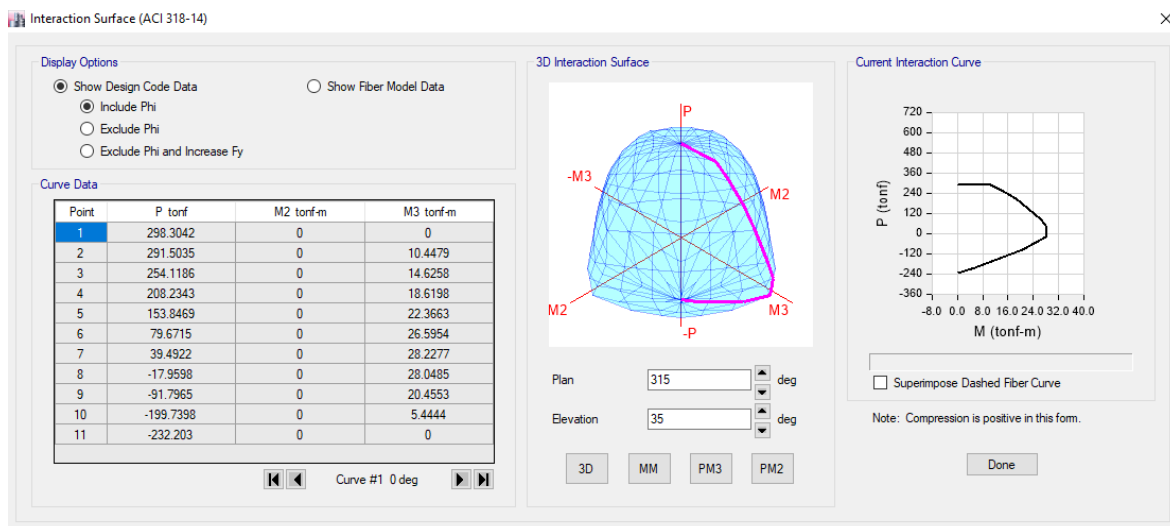 Interaction Surface (ACI 318-14)
Display Options
Show Design Code Data
Show Fiber Model Data
Include Phi
Exclude Phi
Exclude Phi and Increase Fy
Curve Data
Point P tonf M2 tonf-m M3 tonf-m
1 298.3042 0 0
2 291.5035 0 10.4479
3 254.1186 0 14.6258
4 208.2343 0 18.6198
5 153.8469 0 22.3663
6 79.6715 0 26.5954
7 39.4922 0 28.2277
8 -17.9598 0 28.0485
9 -91.7965 0 20.4553
10 -199.7398 0 5.4444
11 -232.203 0 0
Curve #1 0 deg
3D Interaction Surface
P
-M3
M2
M2
M3
-P
Plan 315 deg
Elevation 35 deg
3D MM PM3 PM2
Current Interaction Curve
720
600
480
360
240
120
0
-120
-240
-360
P (tonf)
-8.0 0.0 8.0 16.0 24.0 32.0 40.0
M (tonf-m)
Superimpose Dashed Fiber Curve
Note: Compression is positive in this form.
Done